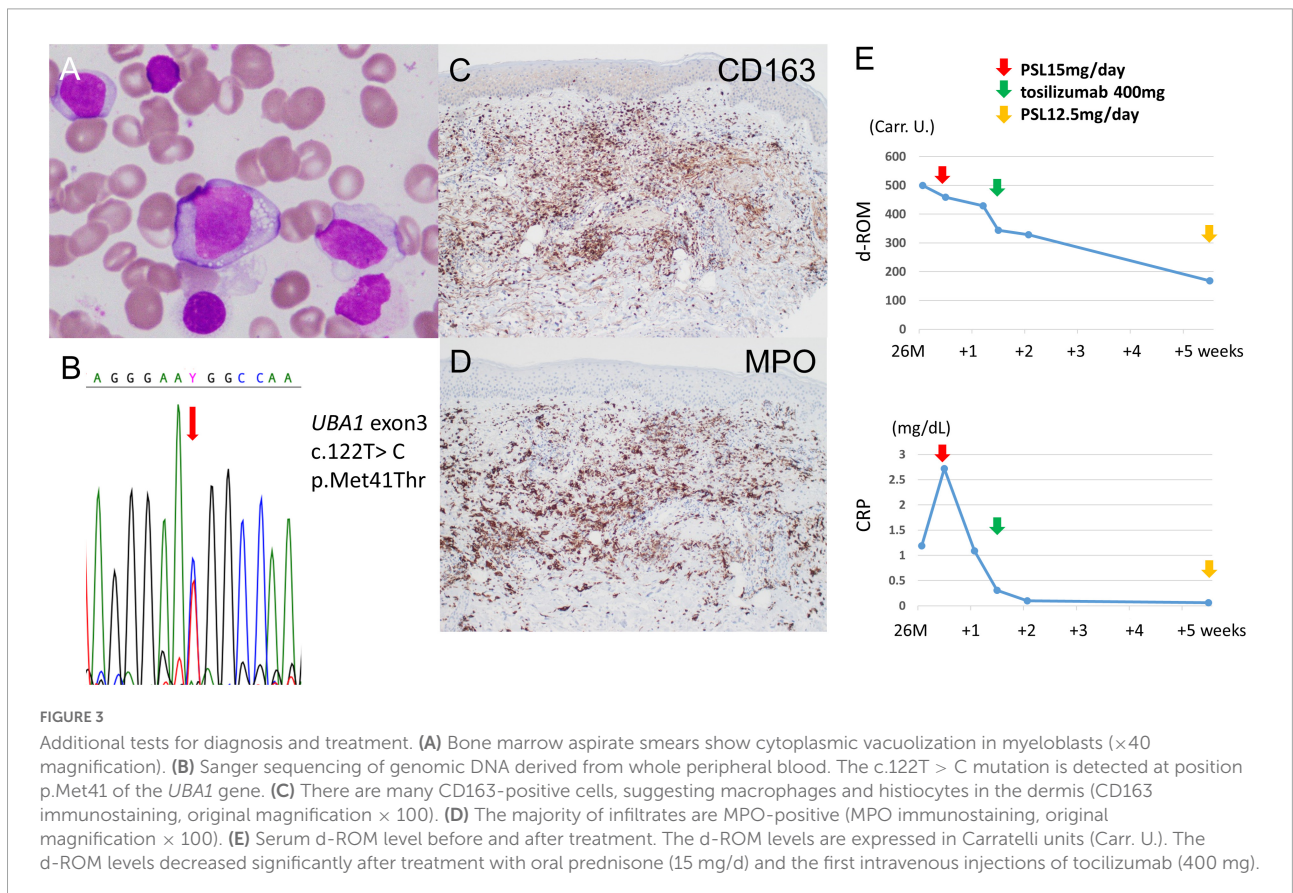 A
C
CD163
E
PSL15mg/day
tosilizumab 400mg
PSL12.5mg/day
(Carr. U.)
600
500
400
300
200
100
0
d-ROM
26M +1 +2 +3 +4 +5 weeks
B
A G G G A A Y G G C C A A
UBA1 exon3
c.122T> C
p.Met41Thr
D
MPO
(mg/dL)
3
2.5
2
1.5
1
0.5
0
CRP
26M +1 +2 +3 +4 +5 weeks
FIGURE 3
Additional tests for diagnosis and treatment. (A) Bone marrow aspirate smears show cytoplasmic vacuolization in myeloblasts (×40
magnification). (B) Sanger sequencing of genomic DNA derived from whole peripheral blood. The c.122T > C mutation is detected at position
p.Met41 of the UBA1 gene. (C) There are many CD163-positive cells, suggesting macrophages and histiocytes in the dermis (CD163
immunostaining, original magnification × 100). (D) The majority of infiltrates are MPO-positive (MPO immunostaining, original
magnification × 100). (E) Serum d-ROM level before and after treatment. The d-ROM levels are expressed in Carratelli units (Carr. U.). The
d-ROM levels decreased significantly after treatment with oral prednisone (15 mg/d) and the first intravenous injections of tocilizumab (400 mg).